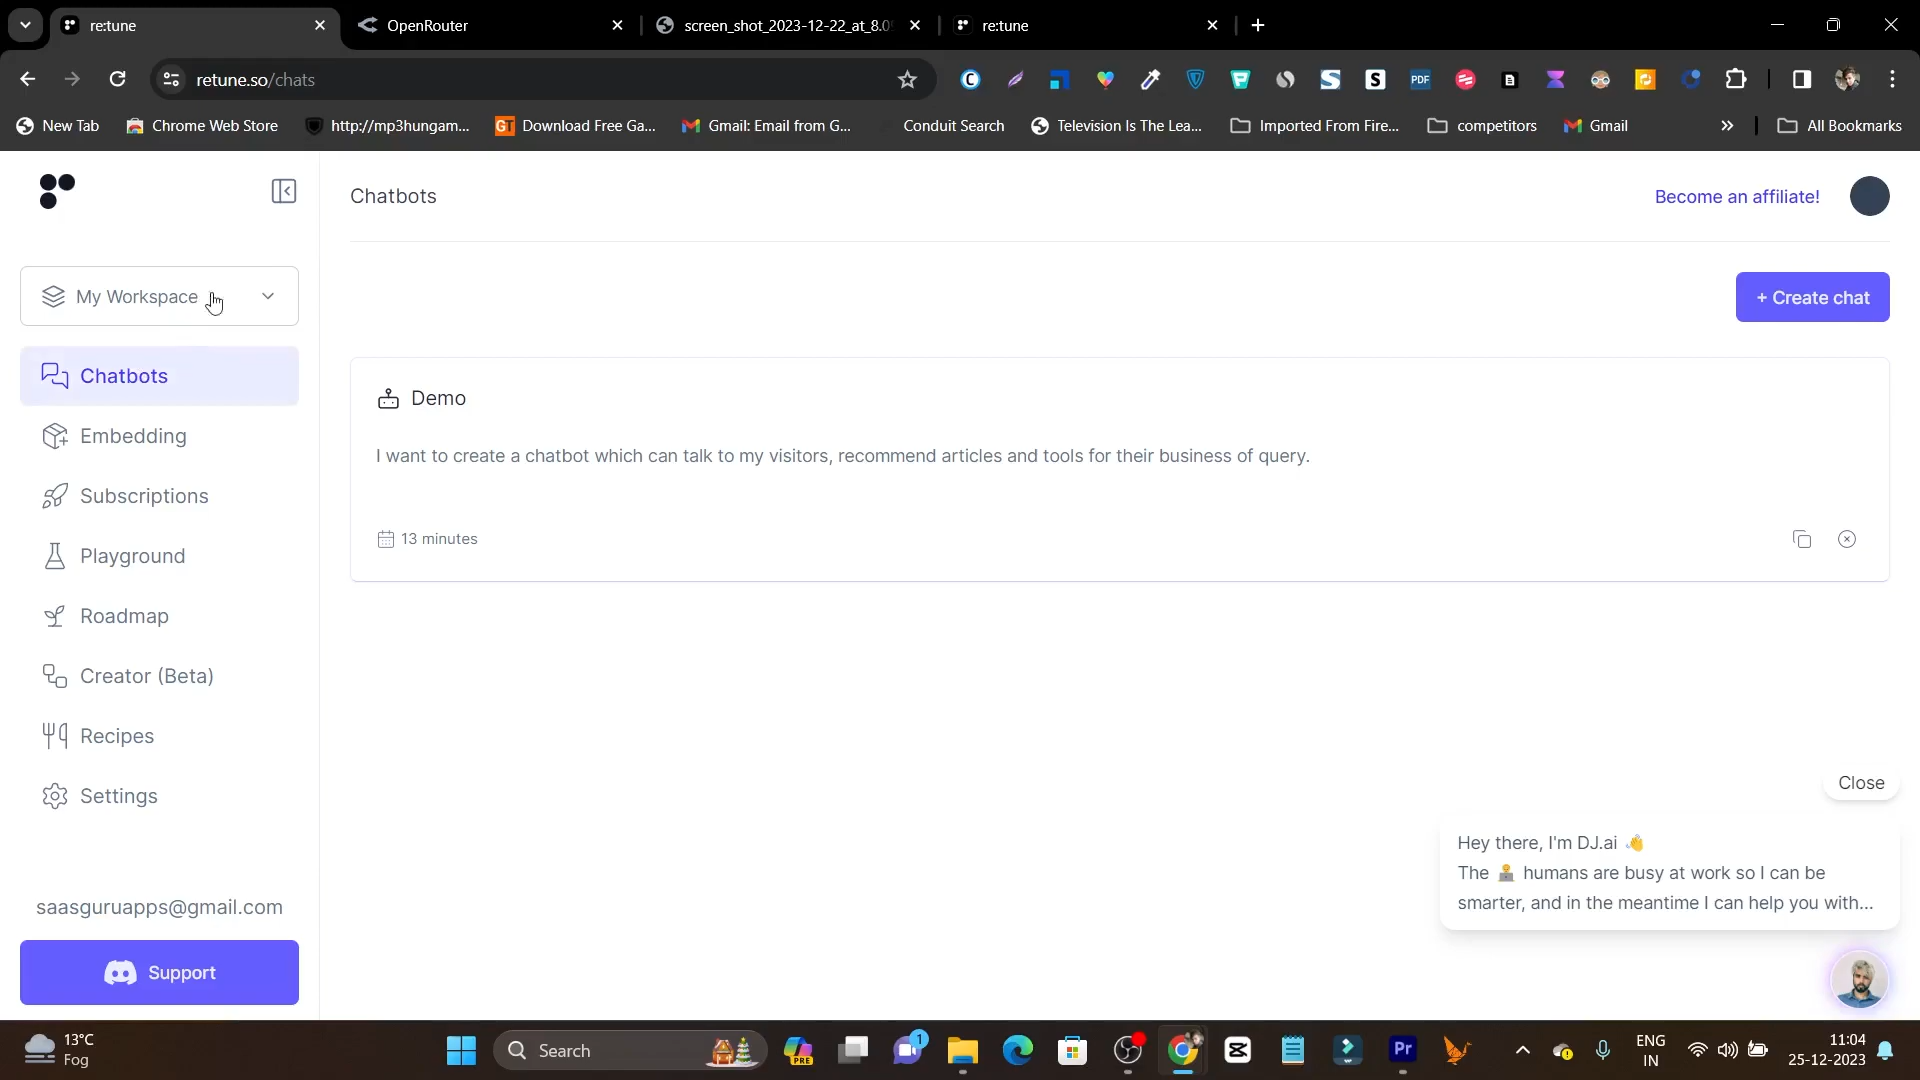 re:tune
OpenRouter
screen_shot_2023-12-22_at_8.0
re:tune
retune.so/chats
New Tab
Chrome Web Store
http://mp3hungam...
Download Free Ga...
Gmail: Email from G...
Conduit Search
Television Is The Lea...
Imported From Fire...
competitors
Gmail
All Bookmarks
Chatbots
Become an affiliate!
My Workspace
+ Create chat
Chatbots
Embedding
Subscriptions
Playground
Roadmap
Creator (Beta)
Recipes
Settings
Demo
I want to create a chatbot which can talk to my visitors, recommend articles and tools for their business of query.
13 minutes
Close
Hey there, I'm DJ.ai 👋
The 🧑‍💻 humans are busy at work so I can be
smarter, and in the meantime I can help you with...
saasguruapps@gmail.com
Support
13°C
Fog
Search
PRE
1
Pr
ENG
IN
11:04
25-12-2023